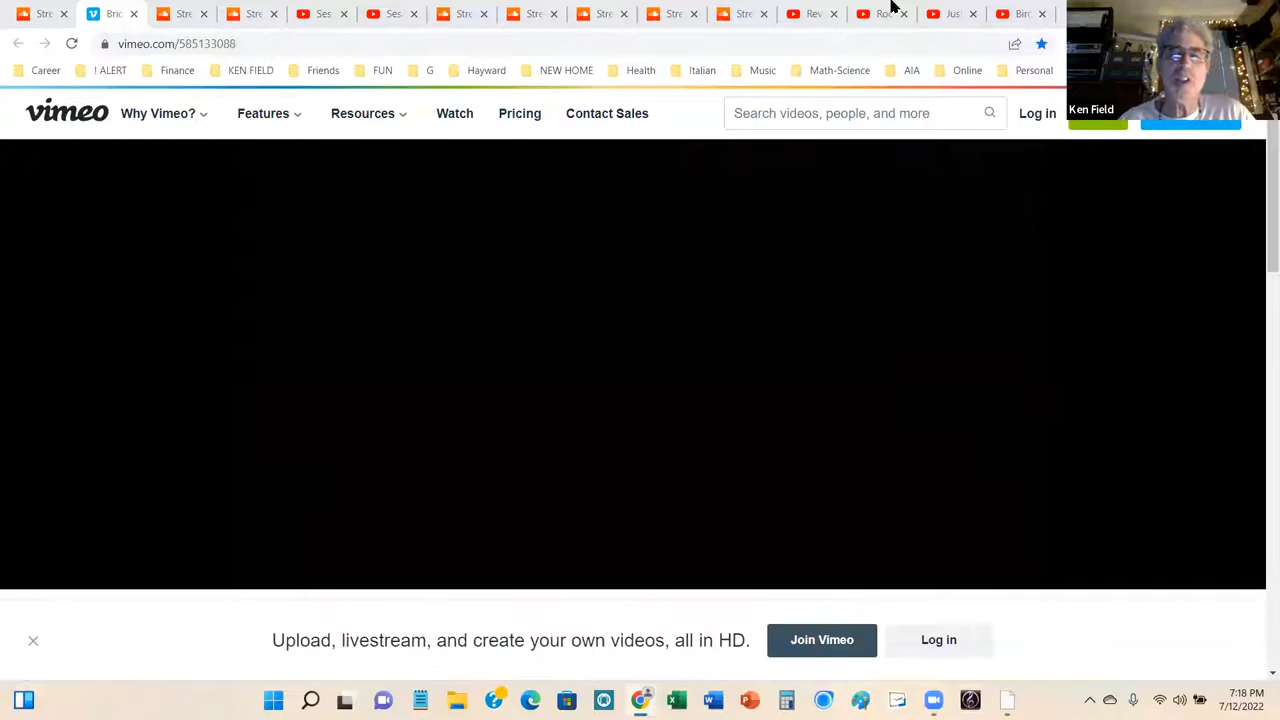 Stre Bric Stre Stre Ses Ses Stre Stre Stre Stre Stre Rev Roc Jus Birc
vimeo.com/585133088
Career ! ALERT Finance KEN FIELD Friends FUN G Hayward NEW HOME Health Italian Music Math-Science AIA Online Personal
vimeo Why Vimeo? Features Resources Watch Pricing Contact Sales Search videos, people, and more Log in
Ken Field
Upload, livestream, and create your own videos, all in HD. Join Vimeo Log in
7:18 PM
7/12/2022